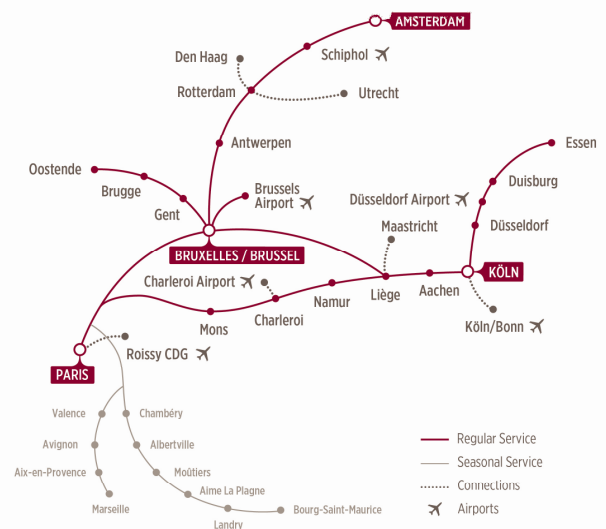 AMSTERDAM
Schiphol
Den Haag
Rotterdam
Utrecht
Antwerpen
Essen
Oostende
Brugge
Gent
Brussels
Airport
Duisburg
Düsseldorf Airport
Düsseldorf
Maastricht
BRUXELLES / BRUSSEL
Charleroi Airport
KÖLN
Aachen
Liège
Namur
Charleroi
Mons
Köln/Bonn
Roissy CDG
PARIS
Valence
Chambéry
Avignon
Albertville
Aix-en-Provence
Moûtiers
Marseille
Aime La Plagne
Landry
Bourg-Saint-Maurice
Regular Service
Seasonal Service
Connections
Airports